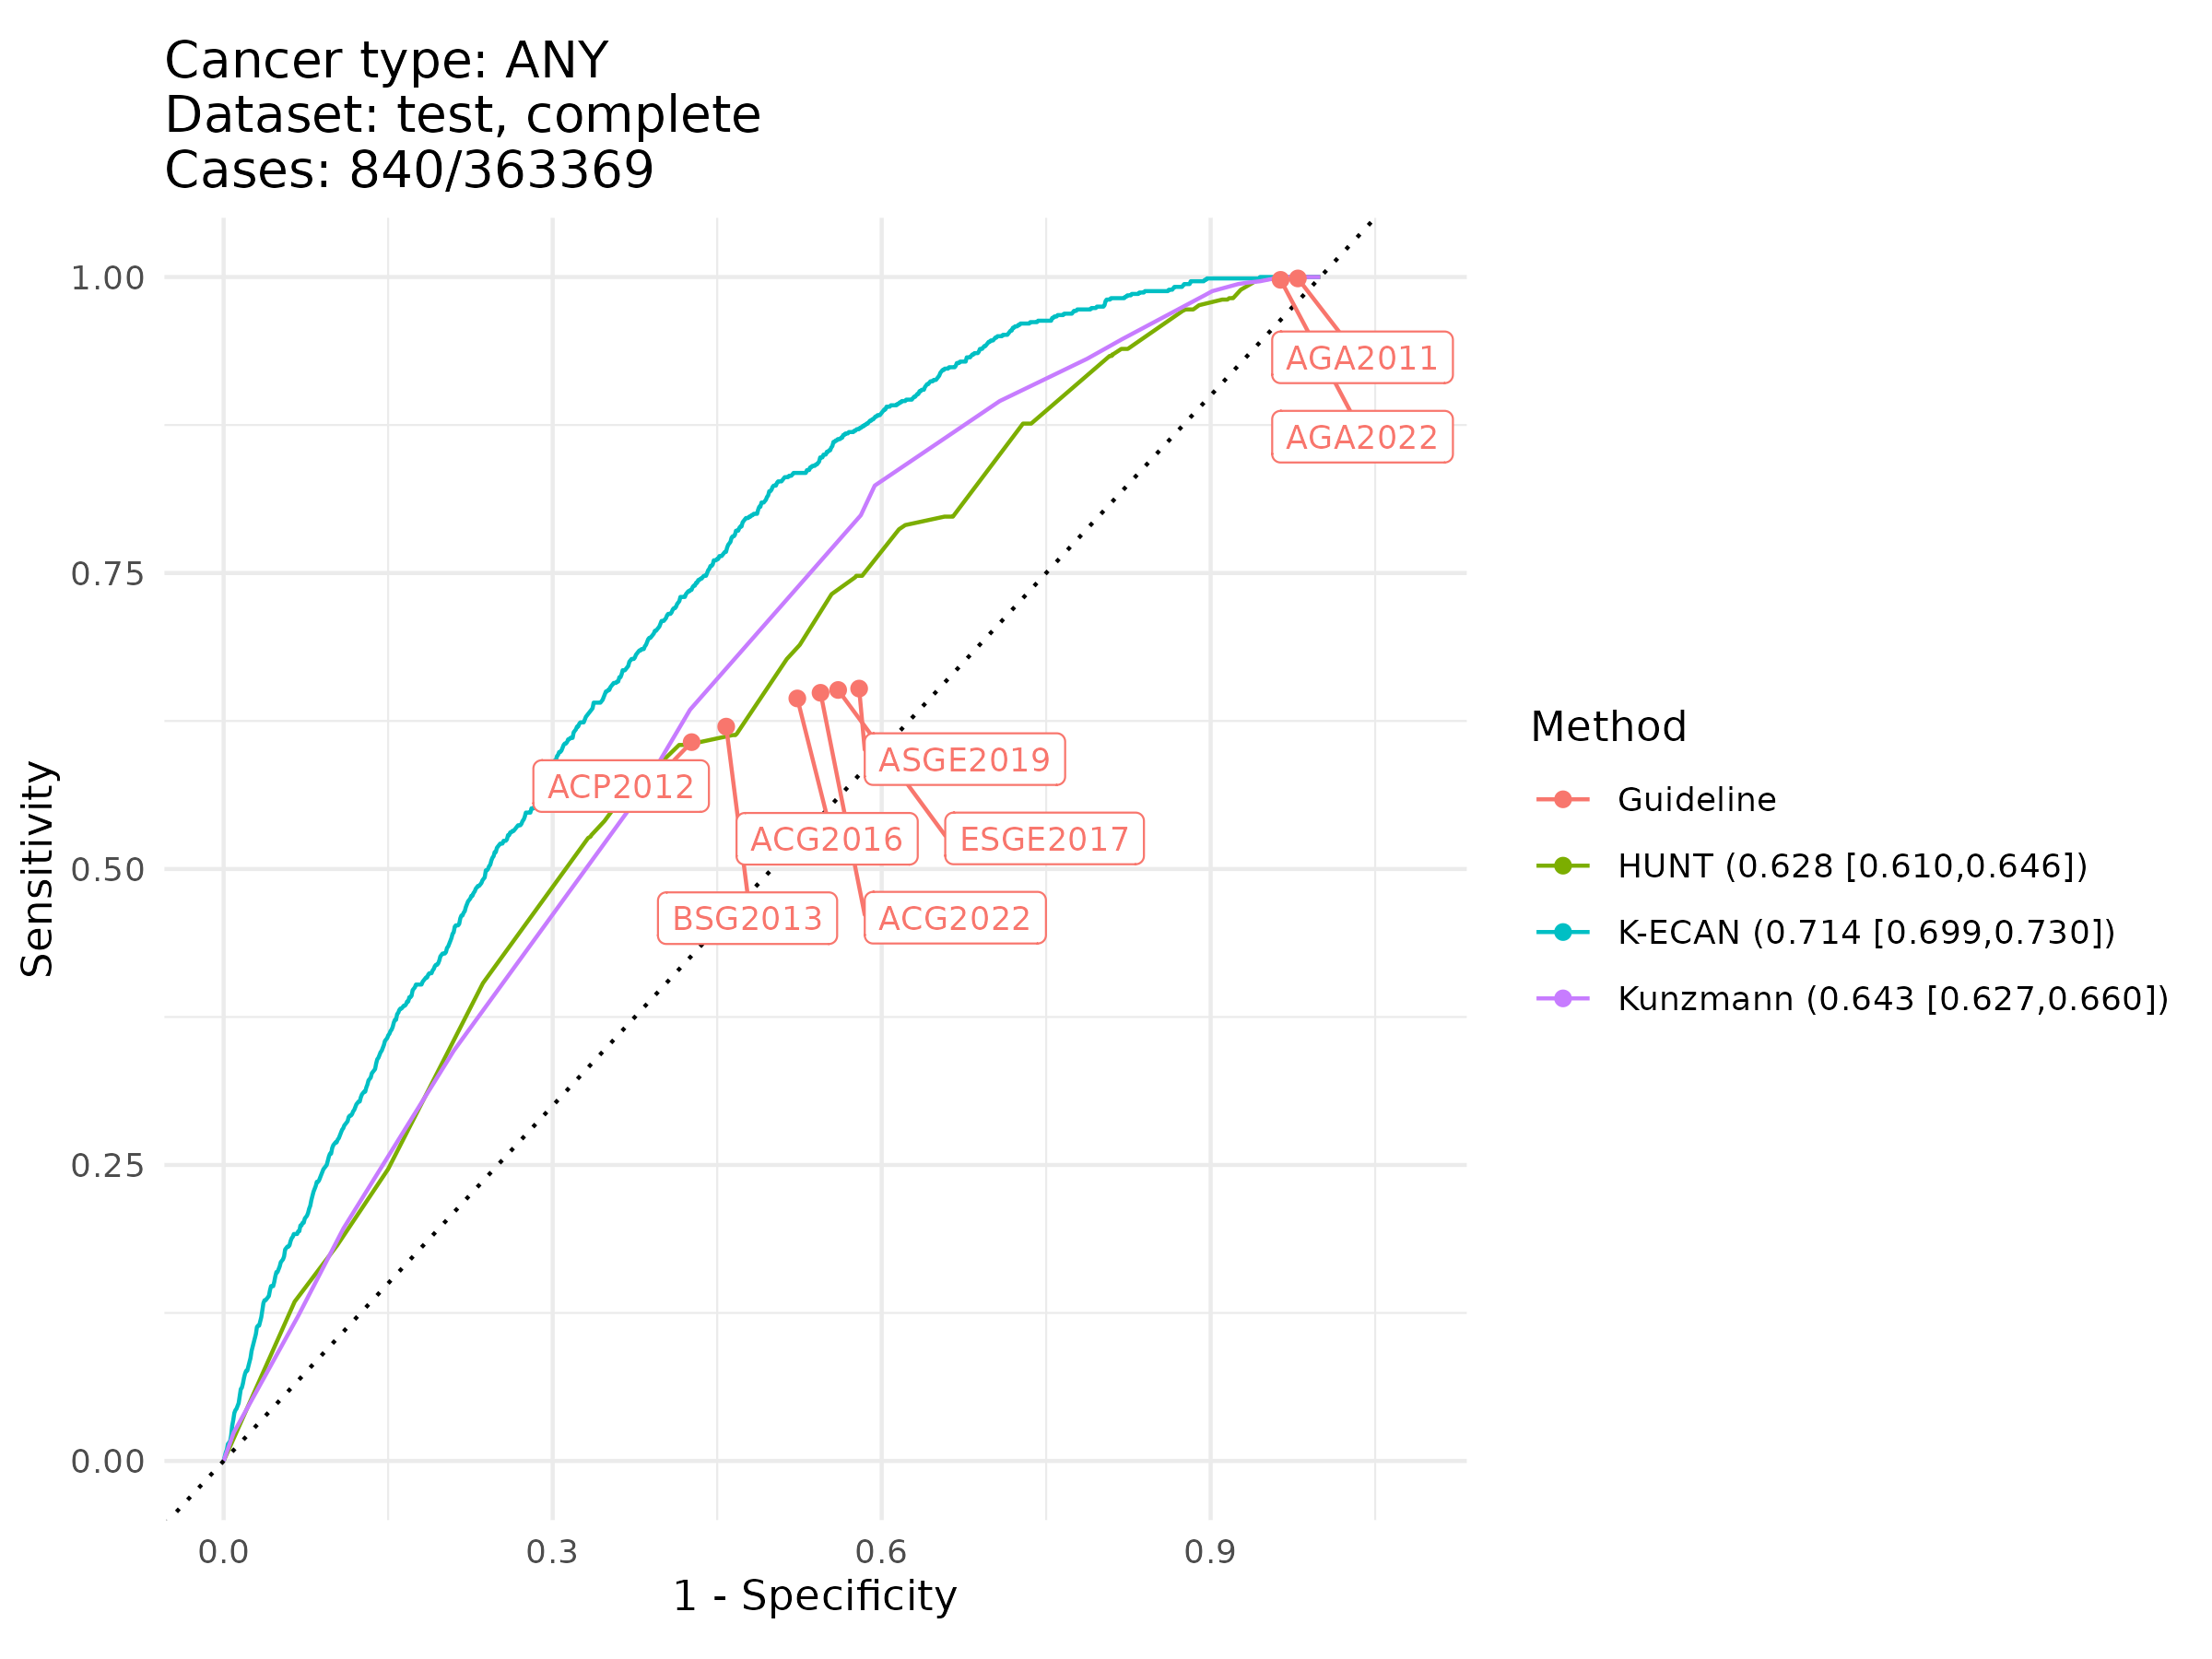 Cancer type: ANY
Dataset: test, complete
Cases: 840/363369
1.00
0.75
0.50
0.25
0.00
Sensitivity
0.0
0.3
0.6
0.9
1 - Specificity
AGA2011
AGA2022
ASGE2019
ACP2012
ACG2016
ESGE2017
BSG2013
ACG2022
Method
Guideline
HUNT (0.628 [0.610,0.646])
K-ECAN (0.714 [0.699,0.730])
Kunzmann (0.643 [0.627,0.660])